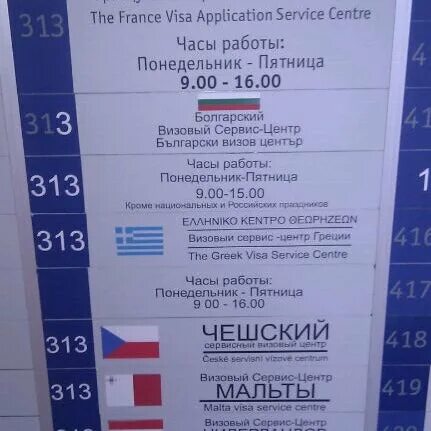 313
The France Visa Application Service Centre
Часы работы:
Понедельник - Пятница
9.00 - 16.00
313
Болгарский
Визовый Сервис-Центр
Български визов център
Часы работы:
313
Понедельник-Пятница
9.00-15.00
Кроме национальных и Российских праздников
313
ΕΛΛΗΝΙΚΟ ΚΕΝΤΡΟ ΘΕΩΡΗΣΕΩΝ
Визовый сервис -центр Греции
The Greek Visa Service Centre
416
Часы работы:
Понедельник - Пятница
9 00 - 16.00
417
313
ЧЕШСКИЙ
сервисный визовый центр
České servisní vízové centrum
418
313
Визовый Сервис-Центр
МАЛЬТЫ
Malta visa service centre
419
Визовый Сервис-Центр